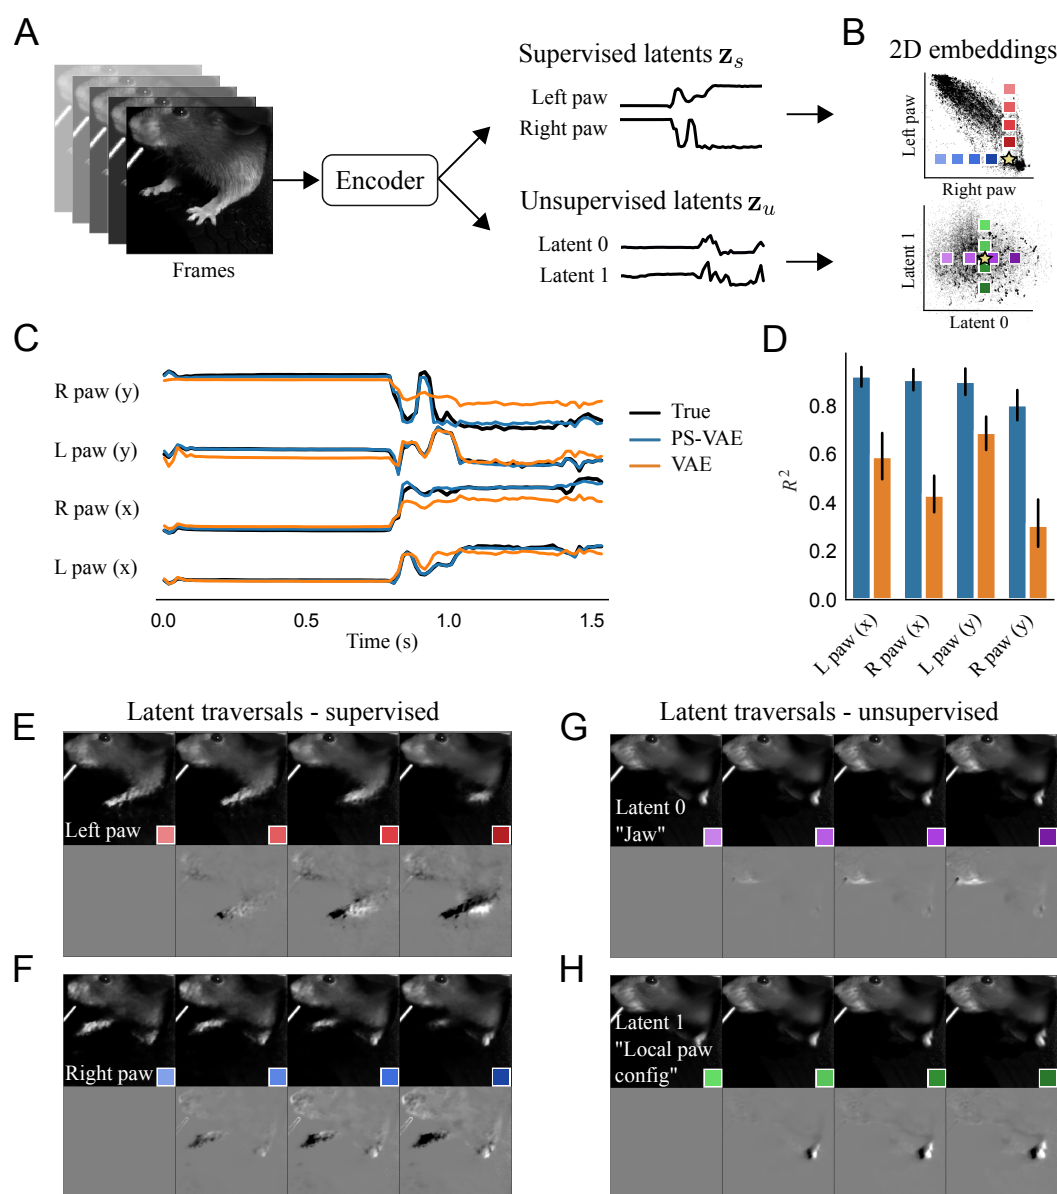 A
B
Supervised latents zₛ
2D embeddings
Left paw
Right paw
Left paw
Right paw
Encoder
Frames
Unsupervised latents zᵤ
Latent 0
Latent 1
Latent 1
Latent 0
C
D
R paw (y)
L paw (y)
R paw (x)
L paw (x)
True
PS-VAE
VAE
0.0
0.5
1.0
1.5
Time (s)
R²
0.8
0.6
0.4
0.2
0.0
L paw (x)
R paw (x)
L paw (y)
R paw (y)
E
Latent traversals - supervised
Left paw
F
Right paw
G
Latent traversals - unsupervised
Latent 0
"Jaw"
H
Latent 1
"Local paw
config"